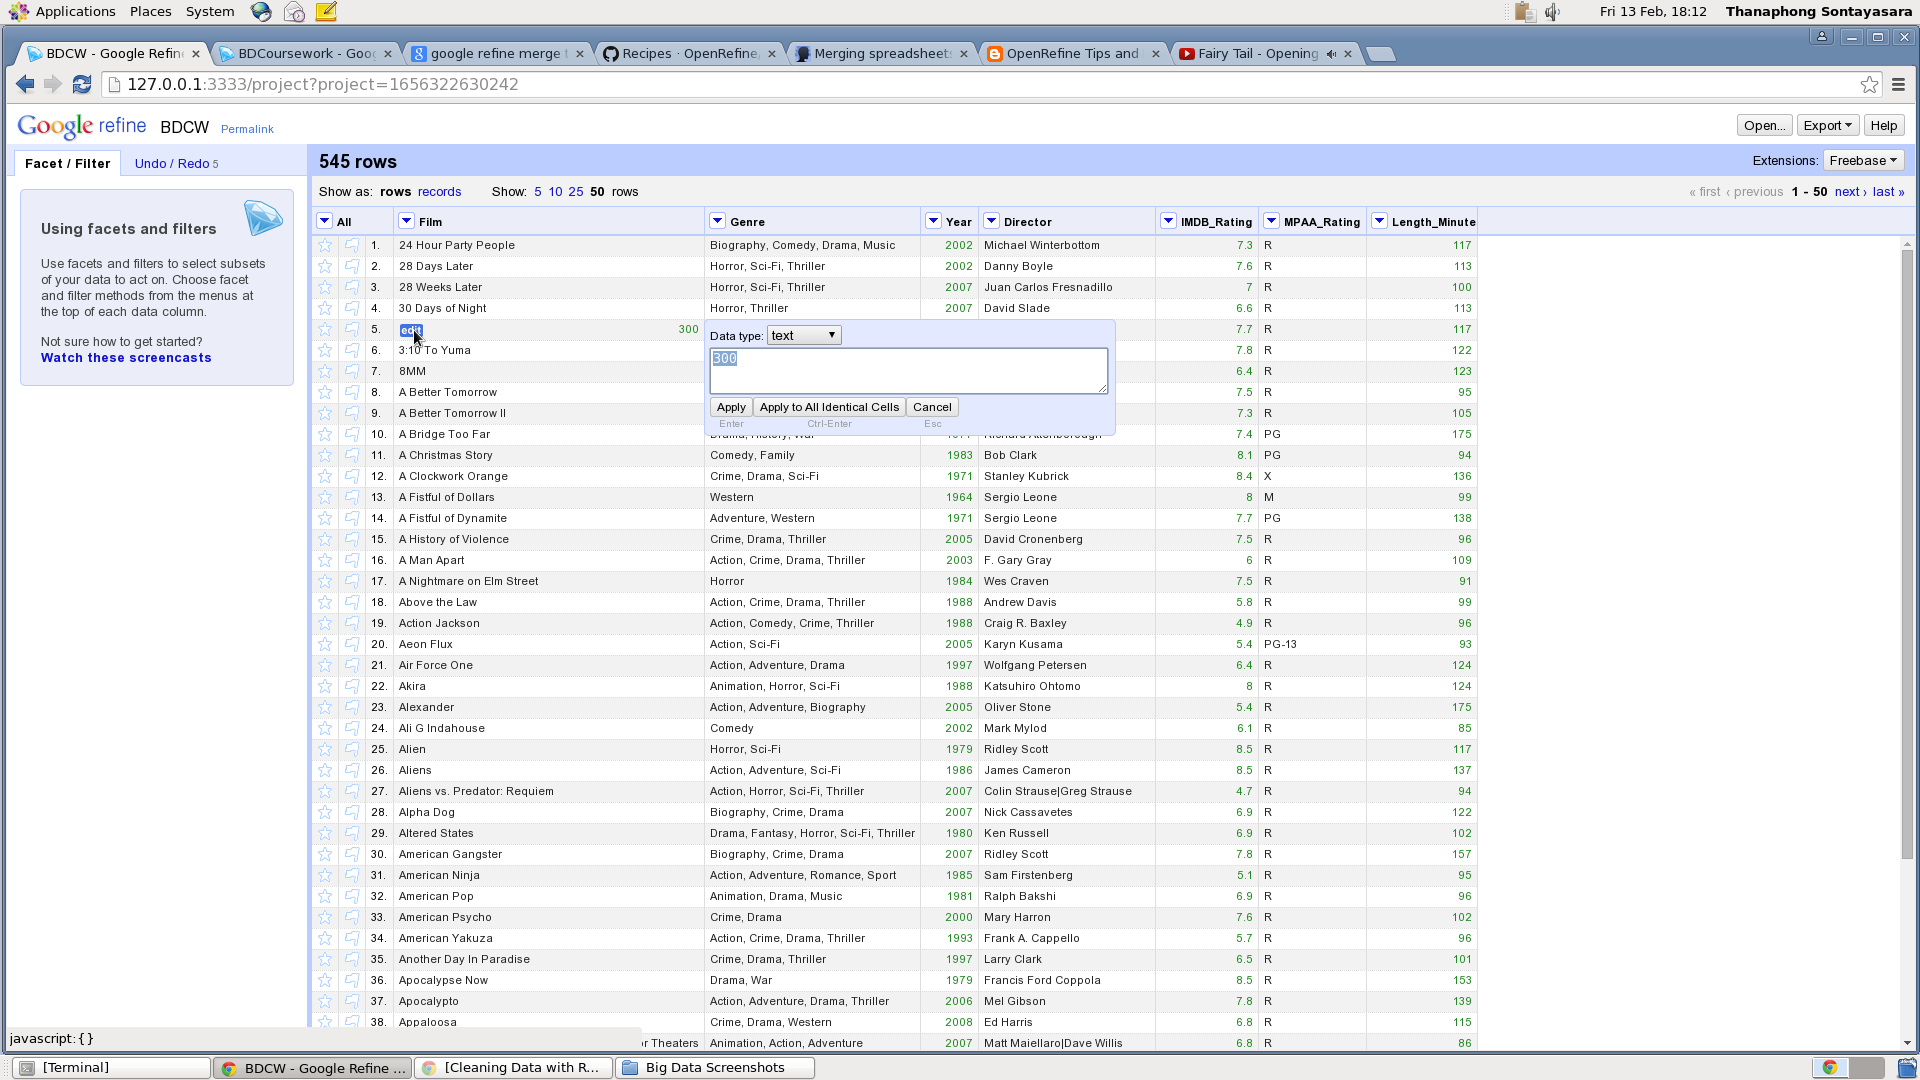 Applications Places System Fri 13 Feb, 18:12 Thanaphong Sontayasara
BDCW - Google Refin × BDCoursework - Goo × google refine merge t × Recipes · OpenRefine, × Merging spreadsheet × OpenRefine Tips and × Fairy Tail - Opening ×
127.0.0.1:3333/project?project=1656322630242
Google refine BDCW Permalink Open... Export Help
Facet / Filter Undo / Redo 5 545 rows Extensions: Freebase
Show as: rows records Show: 5 10 25 50 rows « first ‹ previous 1 - 50 next › last »
Using facets and filters
Use facets and filters to select subsets
of your data to act on. Choose facet
and filter methods from the menus at
the top of each data column.
Not sure how to get started?
Watch these screencasts
All Film Genre Year Director IMDB_Rating MPAA_Rating Length_Minute
1. 24 Hour Party People Biography, Comedy, Drama, Music 2002 Michael Winterbottom 7.3 R 117
2. 28 Days Later Horror, Sci-Fi, Thriller 2002 Danny Boyle 7.6 R 113
3. 28 Weeks Later Horror, Sci-Fi, Thriller 2007 Juan Carlos Fresnadillo 7 R 100
4. 30 Days of Night Horror, Thriller 2007 David Slade 6.6 R 113
5. edit 300 7.7 R 117
Data type: text
300
Apply Apply to All Identical Cells Cancel
Enter Ctrl-Enter Esc
6. 3:10 To Yuma 7.8 R 122
7. 8MM 6.4 R 123
8. A Better Tomorrow 7.5 R 95
9. A Better Tomorrow II 7.3 R 105
10. A Bridge Too Far 7.4 PG 175
11. A Christmas Story Comedy, Family 1983 Bob Clark 8.1 PG 94
12. A Clockwork Orange Crime, Drama, Sci-Fi 1971 Stanley Kubrick 8.4 X 136
13. A Fistful of Dollars Western 1964 Sergio Leone 8 M 99
14. A Fistful of Dynamite Adventure, Western 1971 Sergio Leone 7.7 PG 138
15. A History of Violence Crime, Drama, Thriller 2005 David Cronenberg 7.5 R 96
16. A Man Apart Action, Crime, Drama, Thriller 2003 F. Gary Gray 6 R 109
17. A Nightmare on Elm Street Horror 1984 Wes Craven 7.5 R 91
18. Above the Law Action, Crime, Drama, Thriller 1988 Andrew Davis 5.8 R 99
19. Action Jackson Action, Comedy, Crime, Thriller 1988 Craig R. Baxley 4.9 R 96
20. Aeon Flux Action, Sci-Fi 2005 Karyn Kusama 5.4 PG-13 93
21. Air Force One Action, Adventure, Drama 1997 Wolfgang Petersen 6.4 R 124
22. Akira Animation, Horror, Sci-Fi 1988 Katsuhiro Ohtomo 8 R 124
23. Alexander Action, Adventure, Biography 2005 Oliver Stone 5.4 R 175
24. Ali G Indahouse Comedy 2002 Mark Mylod 6.1 R 85
25. Alien Horror, Sci-Fi 1979 Ridley Scott 8.5 R 117
26. Aliens Action, Adventure, Sci-Fi 1986 James Cameron 8.5 R 137
27. Aliens vs. Predator: Requiem Action, Horror, Sci-Fi, Thriller 2007 Colin Strause|Greg Strause 4.7 R 94
28. Alpha Dog Biography, Crime, Drama 2007 Nick Cassavetes 6.9 R 122
29. Altered States Drama, Fantasy, Horror, Sci-Fi, Thriller 1980 Ken Russell 6.9 R 102
30. American Gangster Biography, Crime, Drama 2007 Ridley Scott 7.8 R 157
31. American Ninja Action, Adventure, Romance, Sport 1985 Sam Firstenberg 5.1 R 95
32. American Pop Animation, Drama, Music 1981 Ralph Bakshi 6.9 R 96
33. American Psycho Crime, Drama 2000 Mary Harron 7.6 R 102
34. American Yakuza Action, Crime, Drama, Thriller 1993 Frank A. Cappello 5.7 R 96
35. Another Day In Paradise Crime, Drama, Thriller 1997 Larry Clark 6.5 R 101
36. Apocalypse Now Drama, War 1979 Francis Ford Coppola 8.5 R 153
37. Apocalypto Action, Adventure, Drama, Thriller 2006 Mel Gibson 7.8 R 139
38. Appaloosa Crime, Drama, Western 2008 Ed Harris 6.8 R 115
r Theaters Animation, Action, Adventure 2007 Matt Maiellaro|Dave Willis 6.8 R 86
javascript:{}
[Terminal] BDCW - Google Refine ... [Cleaning Data with R... Big Data Screenshots